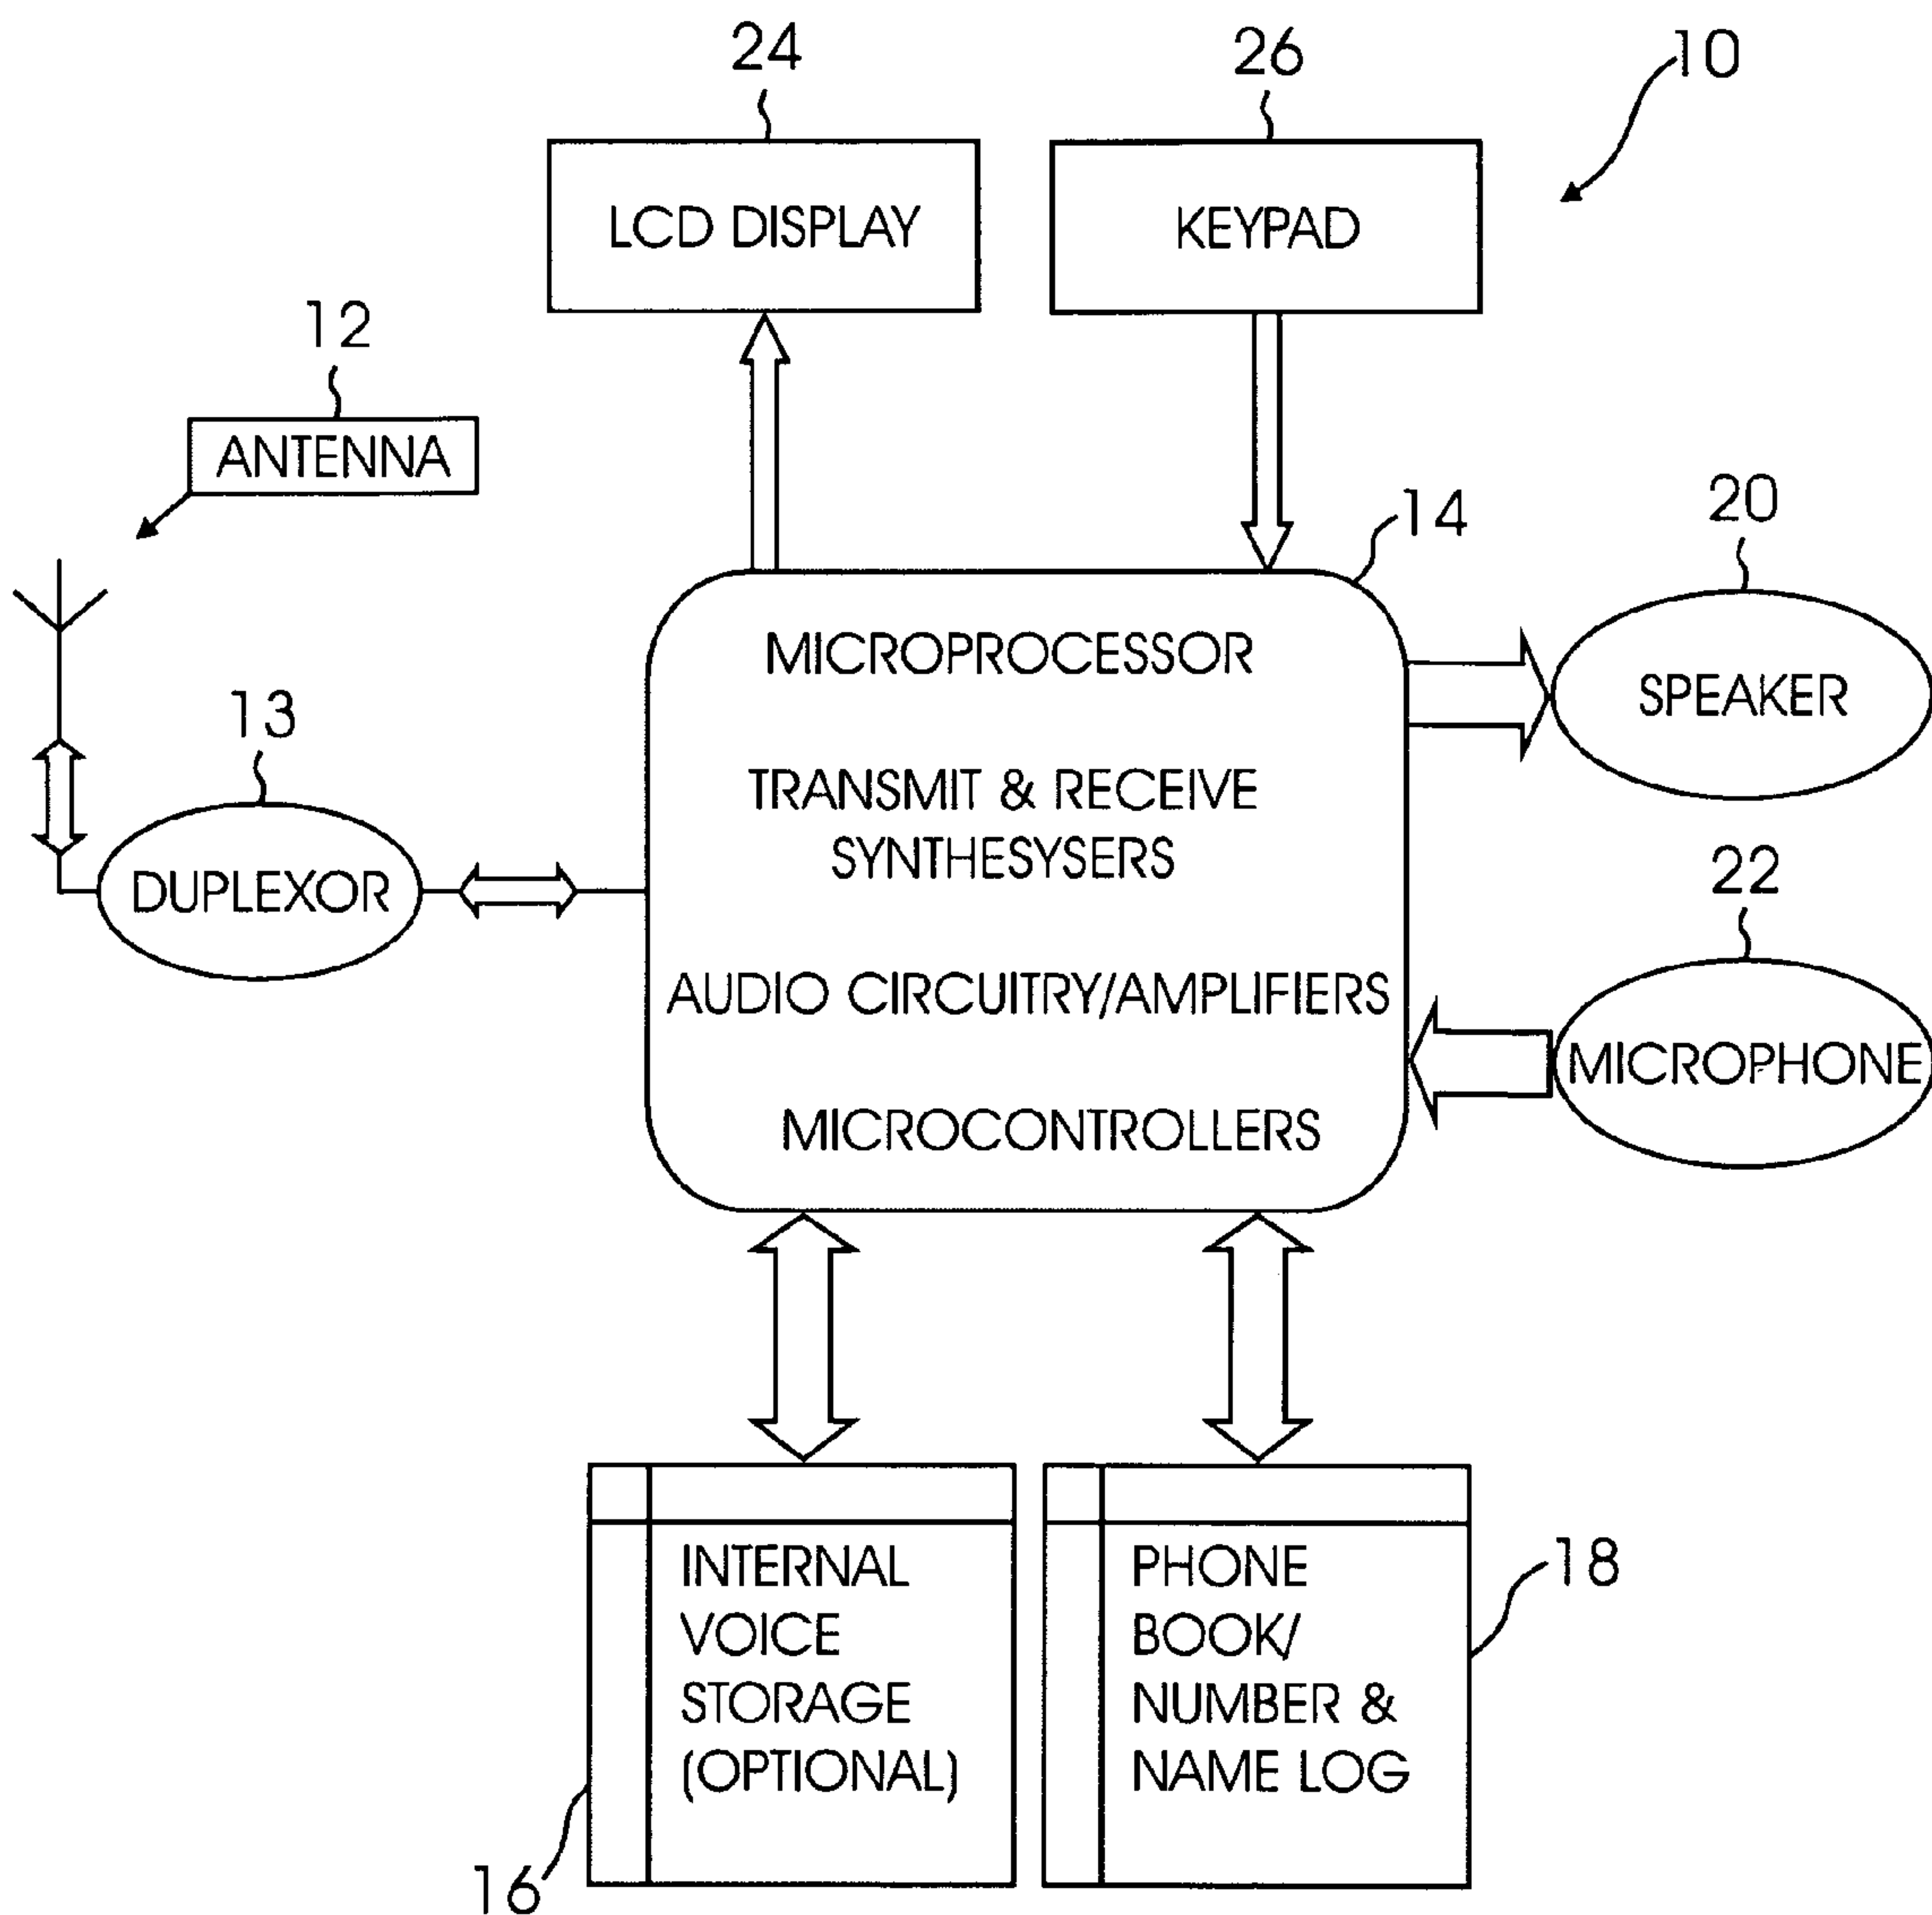 24
26
10
LCD DISPLAY
KEYPAD
12
ANTENNA
14
20
MICROPROCESSOR
SPEAKER
13
TRANSMIT & RECEIVE
SYNTHESYSERS
DUPLEXOR
22
AUDIO CIRCUITRY/AMPLIFIERS
MICROPHONE
MICROCONTROLLERS
INTERNAL
VOICE
STORAGE
(OPTIONAL)
PHONE
BOOK/
NUMBER &
NAME LOG
18
16